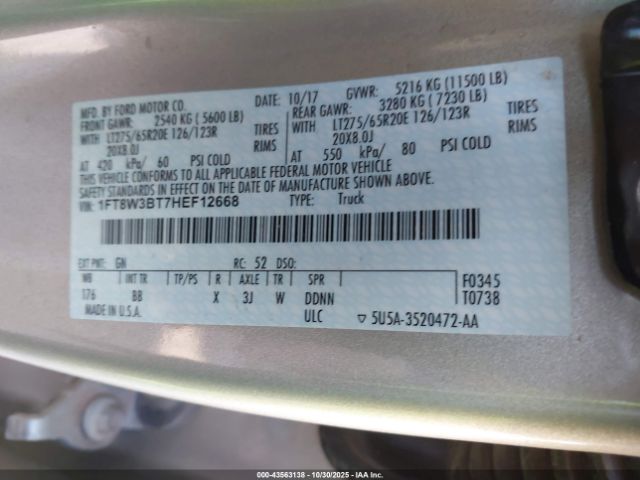 MFD. BY FORD MOTOR CO.
DATE: 10/17 GVWR: 5216 KG (11500 LB)
FRONT GAWR: 2540 KG (5600 LB) REAR GAWR: 3280 KG (7230 LB)
WITH LT275/65R20E 126/123R TIRES WITH LT275/65R20E 126/123R TIRES
20X8.0J RIMS 20X8.0J RIMS
AT 420 kPa/ 60 PSI COLD AT 550 kPa/ 80 PSI COLD
THIS VEHICLE CONFORMS TO ALL APPLICABLE FEDERAL MOTOR VEHICLE
SAFETY STANDARDS IN EFFECT ON THE DATE OF MANUFACTURE SHOWN ABOVE.
VIN: 1FT8W3BT7HEF12668 TYPE: Truck
EXT PNT: GN RC: 52 DSO:
WB INT TR TP/PS R AXLE TR SPR F0345
176 BB X 3J W DDNN T0738
MADE IN U.S.A. ULC ▽ 5U5A-3520472-AA
000-43563138 - 10/30/2025 - IAA Inc.